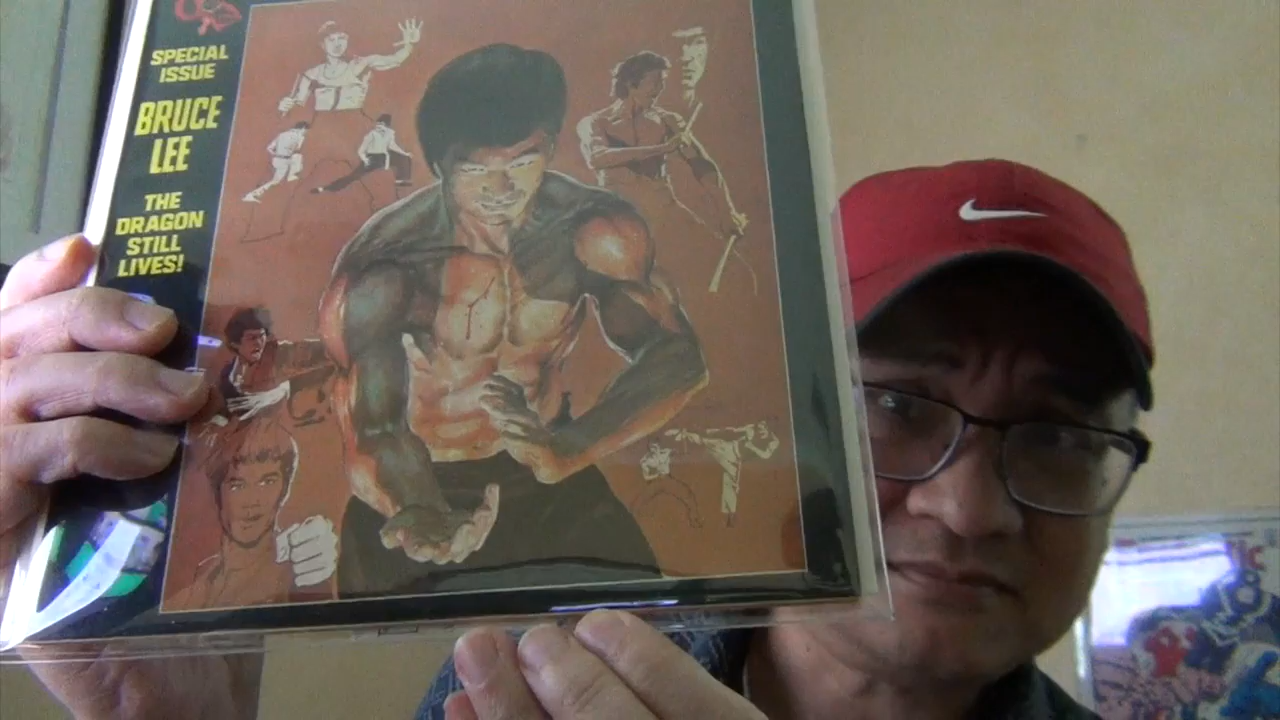 SPECIAL
ISSUE
BRUCE
LEE
THE
DRAGON
STILL
LIVES!